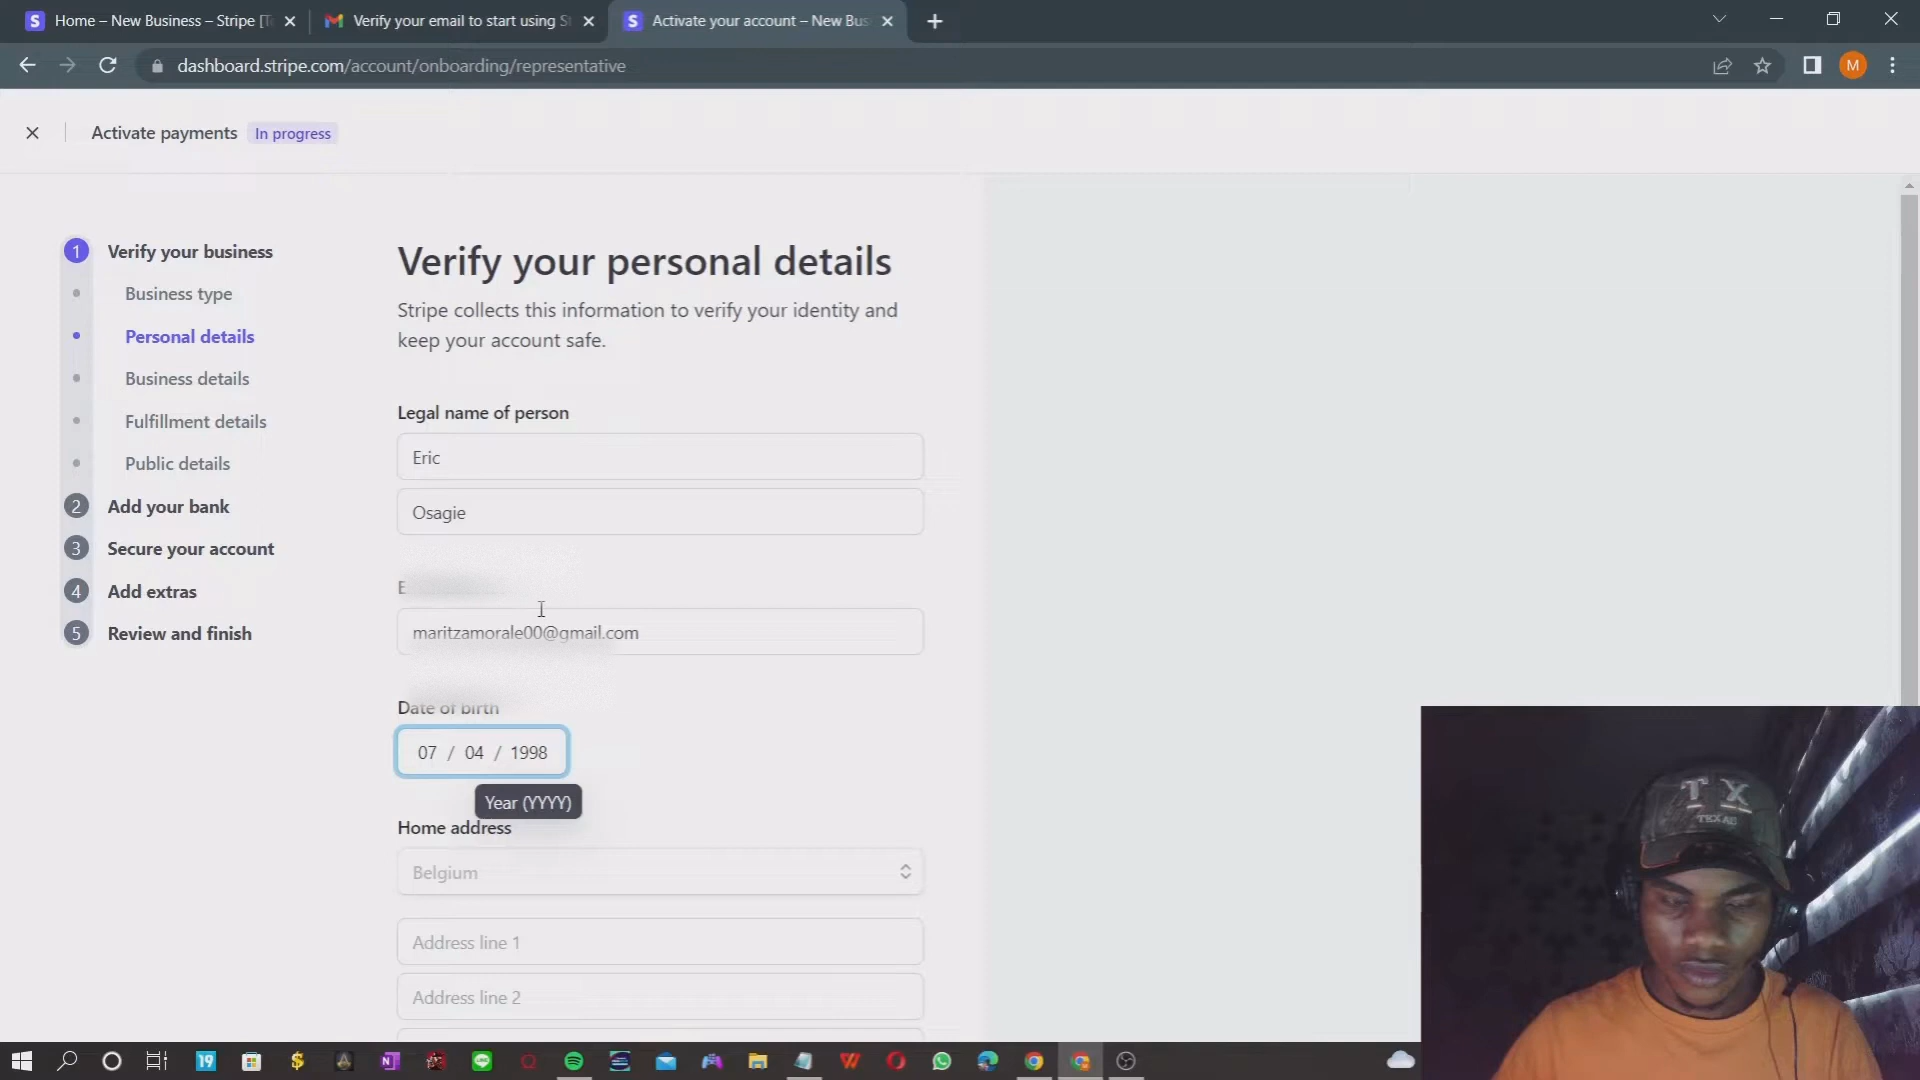 Home – New Business – Stripe [T
Verify your email to start using S
Activate your account – New Bus
dashboard.stripe.com/account/onboarding/representative
M
Activate payments
In progress
1 Verify your business
Business type
Personal details
Business details
Fulfillment details
Public details
2 Add your bank
3 Secure your account
4 Add extras
5 Review and finish
Verify your personal details
Stripe collects this information to verify your identity and
keep your account safe.
Legal name of person
Eric
Osagie
E
maritzamorale00@gmail.com
Date of birth
07 / 04 / 1998
Year (YYYY)
Home address
Belgium
Address line 1
Address line 2
TX
TEXAS
19